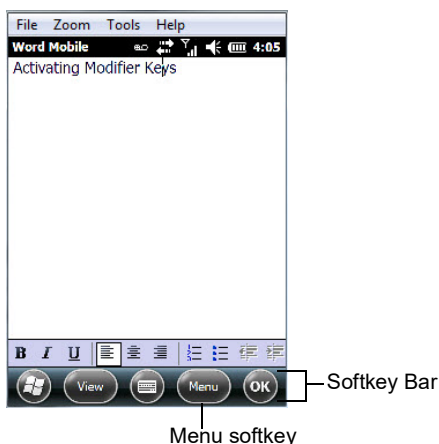 File Zoom Tools Help
Word Mobile 4:05
Activating Modifier Keys
B I U
View Menu OK
Softkey Bar
Menu softkey